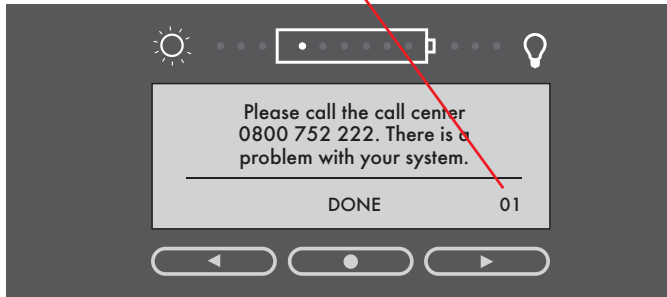 Please call the call center
0800 752 222. There is a
problem with your system.
DONE 01